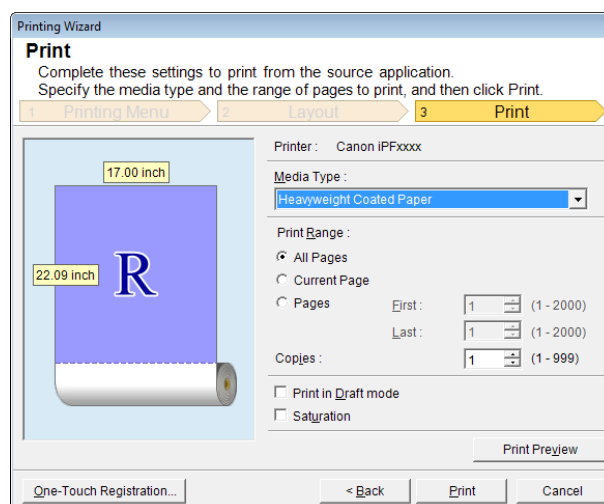 Printing Wizard
Print
Complete these settings to print from the source application.
Specify the media type and the range of pages to print, and then click Print.
1 Printing Menu 2 Layout 3 Print
Printer : Canon iPFxxxx
Media Type :
Heavyweight Coated Paper
17.00 inch
22.09 inch
R
Print Range :
All Pages
Current Page
Pages First : 1 (1 - 2000)
Last : 1 (1 - 2000)
Copies : 1 (1 - 999)
Print in Draft mode
Saturation
Print Preview
One-Touch Registration... < Back Print Cancel